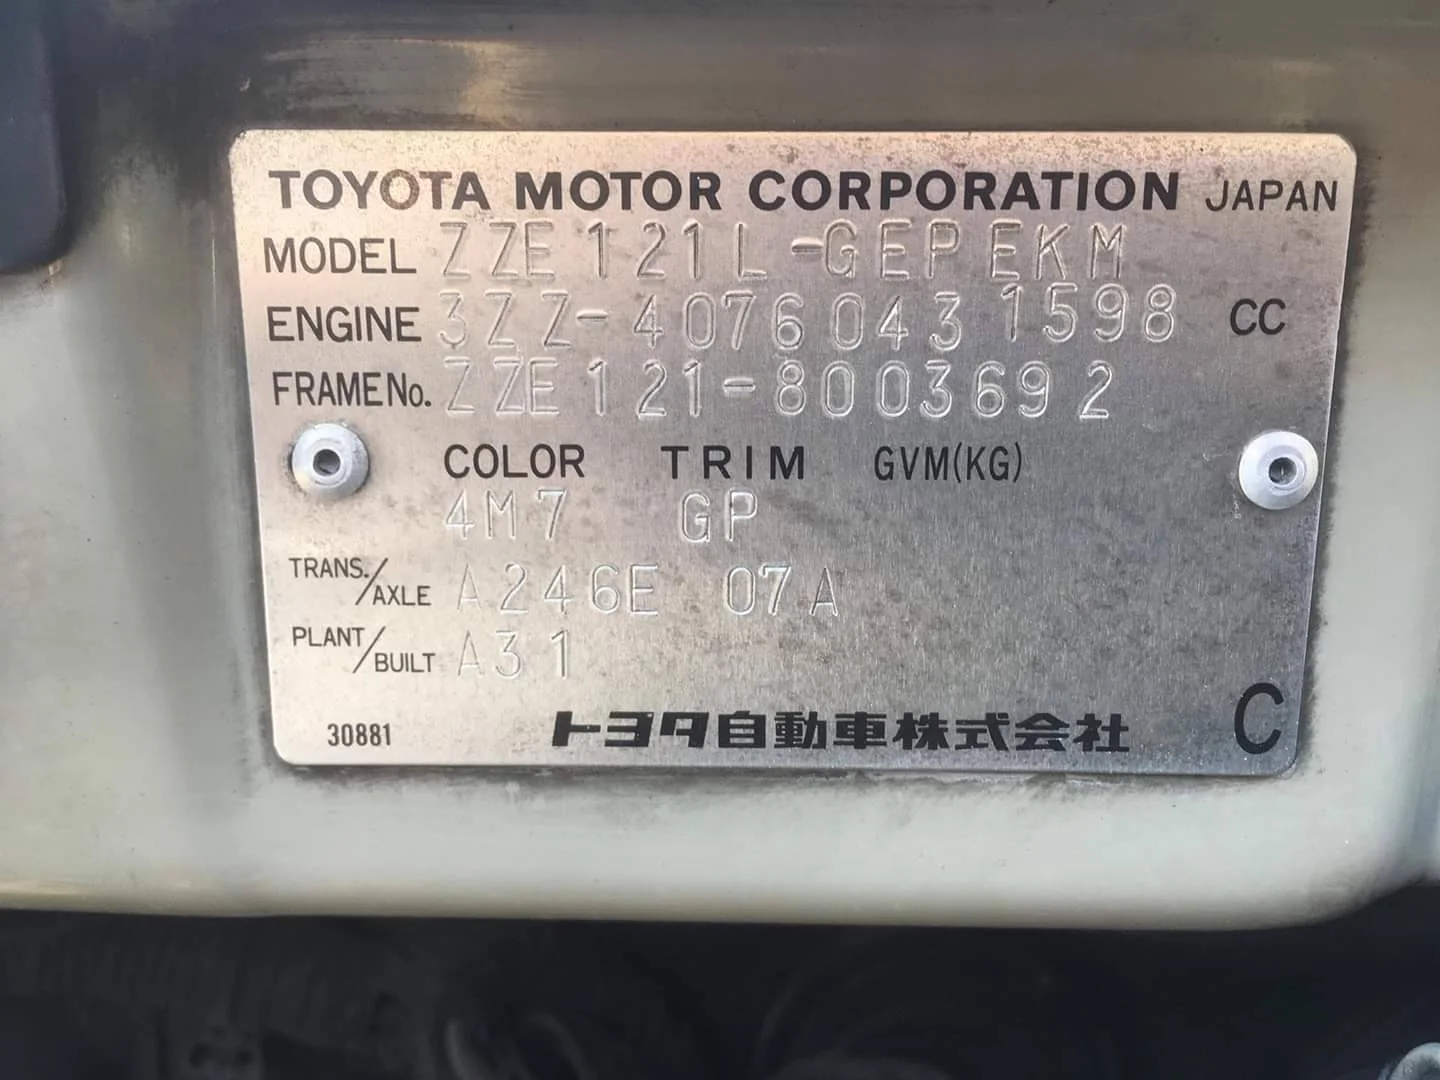 TOYOTA MOTOR CORPORATION JAPAN
MODEL ZZE121L-GEPEKM
ENGINE 3ZZ-4076043 1598 CC
FRAME No. ZZE121-8003692
COLOR TRIM GVM(KG)
4M7 GP
TRANS./AXLE A246E 07A
PLANT/BUILT A31
30881 トヨタ自動車株式会社 C